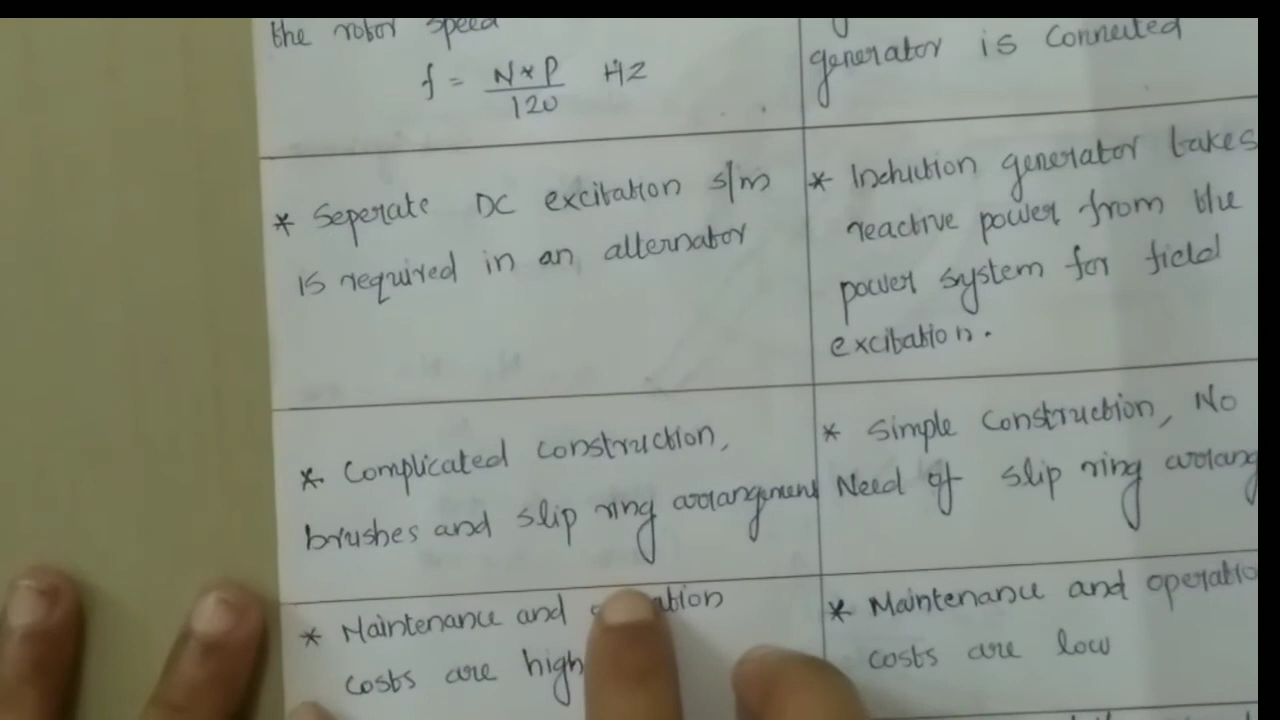 the rotor speed
f = N*P/120 Hz
* Seperate DC excitation s/m
is required in an alternator
* Complicated construction,
brushes and slip ring arrangement
* Maintenance and
costs are high
generator is connected
* Induction generator takes
reactive power from the
power system for field
excitation.
* Simple Construction, No
Need of slip ring arrang
* Maintenance and operatio
costs are low